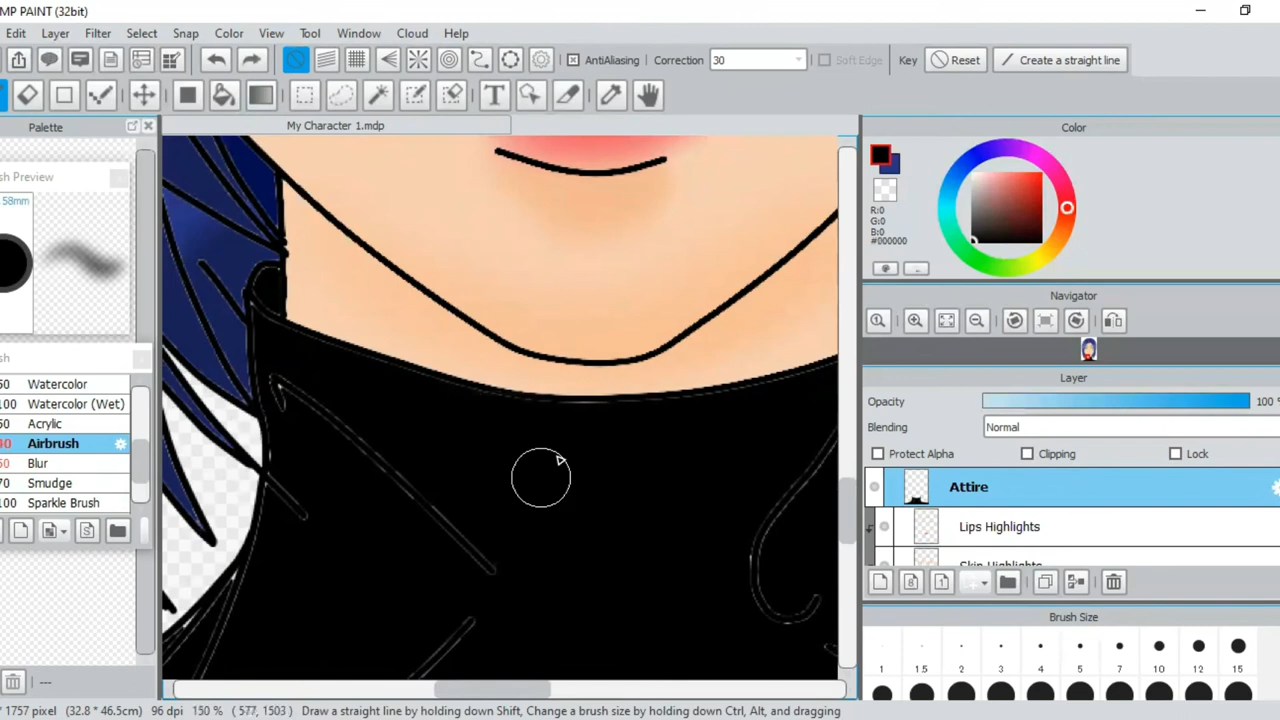 MP PAINT (32bit)
Edit Layer Filter Select Snap Color View Tool Window Cloud Help
AntiAliasing Correction 30 Soft Edge Key Reset Create a straight line
Palette
My Character 1.mdp
Color
sh Preview
58mm
R:0
G:0
B:0
#000000
Navigator
sh
50 Watercolor
100 Watercolor (Wet)
50 Acrylic
Airbrush
50 Blur
70 Smudge
100 Sparkle Brush
Layer
Opacity 100 %
Blending Normal
Protect Alpha Clipping Lock
Attire
Lips Highlights
Skin Highlights
Brush Size
1 1.5 2 3 4 5 7 10 12 15
* 1757 pixel (32.8 * 46.5cm) 96 dpi 150 % ( 577, 1503 ) Draw a straight line by holding down Shift, Change a brush size by holding down Ctrl, Alt, and dragging